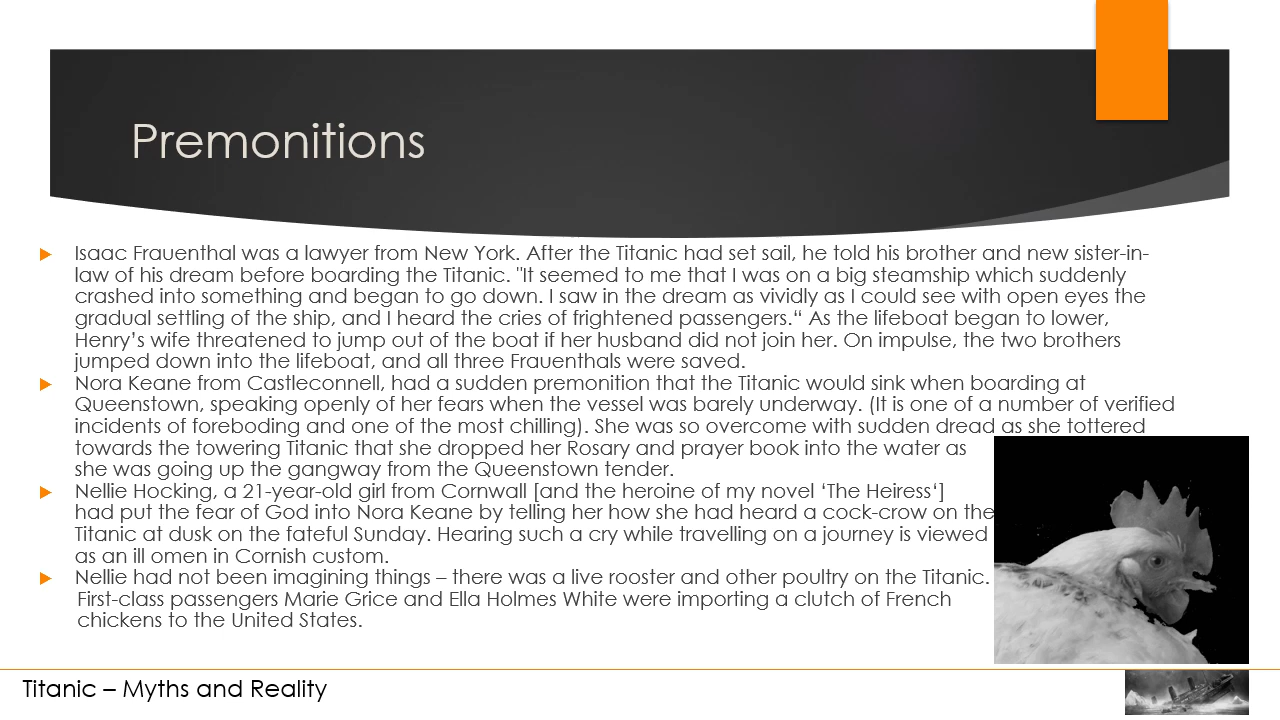 Premonitions
Isaac Frauenthal was a lawyer from New York. After the Titanic had set sail, he told his brother and new sister-in-
law of his dream before boarding the Titanic. "It seemed to me that I was on a big steamship which suddenly
crashed into something and began to go down. I saw in the dream as vividly as I could see with open eyes the
gradual settling of the ship, and I heard the cries of frightened passengers.“ As the lifeboat began to lower,
Henry’s wife threatened to jump out of the boat if her husband did not join her. On impulse, the two brothers
jumped down into the lifeboat, and all three Frauenthals were saved.
Nora Keane from Castleconnell, had a sudden premonition that the Titanic would sink when boarding at
Queenstown, speaking openly of her fears when the vessel was barely underway. (It is one of a number of verified
incidents of foreboding and one of the most chilling). She was so overcome with sudden dread as she tottered
towards the towering Titanic that she dropped her Rosary and prayer book into the water as
she was going up the gangway from the Queenstown tender.
Nellie Hocking, a 21-year-old girl from Cornwall [and the heroine of my novel ‘The Heiress‘]
had put the fear of God into Nora Keane by telling her how she had heard a cock-crow on the
Titanic at dusk on the fateful Sunday. Hearing such a cry while travelling on a journey is viewed
as an ill omen in Cornish custom.
Nellie had not been imagining things – there was a live rooster and other poultry on the Titanic.
First-class passengers Marie Grice and Ella Holmes White were importing a clutch of French
chickens to the United States.
Titanic – Myths and Reality